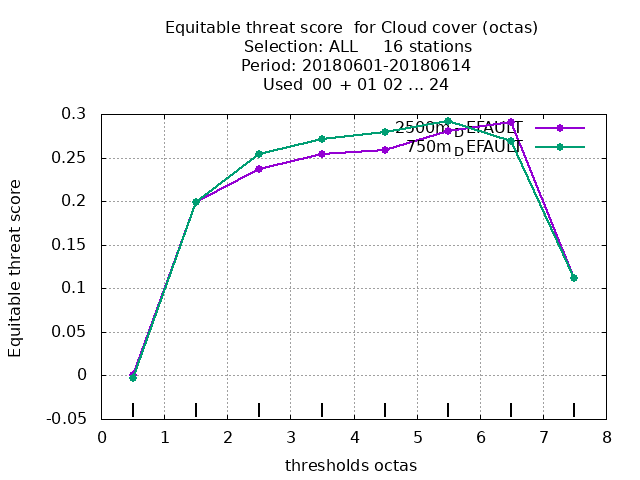 Equitable threat score  for Cloud cover (octas)
Selection: ALL     16 stations
Period: 20180601-20180614
Used  00 + 01 02 ... 24
0.3
0.25
0.2
0.15
0.1
0.05
0
-0.05
Equitable threat score
2500m_DEFAULT
750m_DEFAULT
0 1 2 3 4 5 6 7 8
thresholds octas